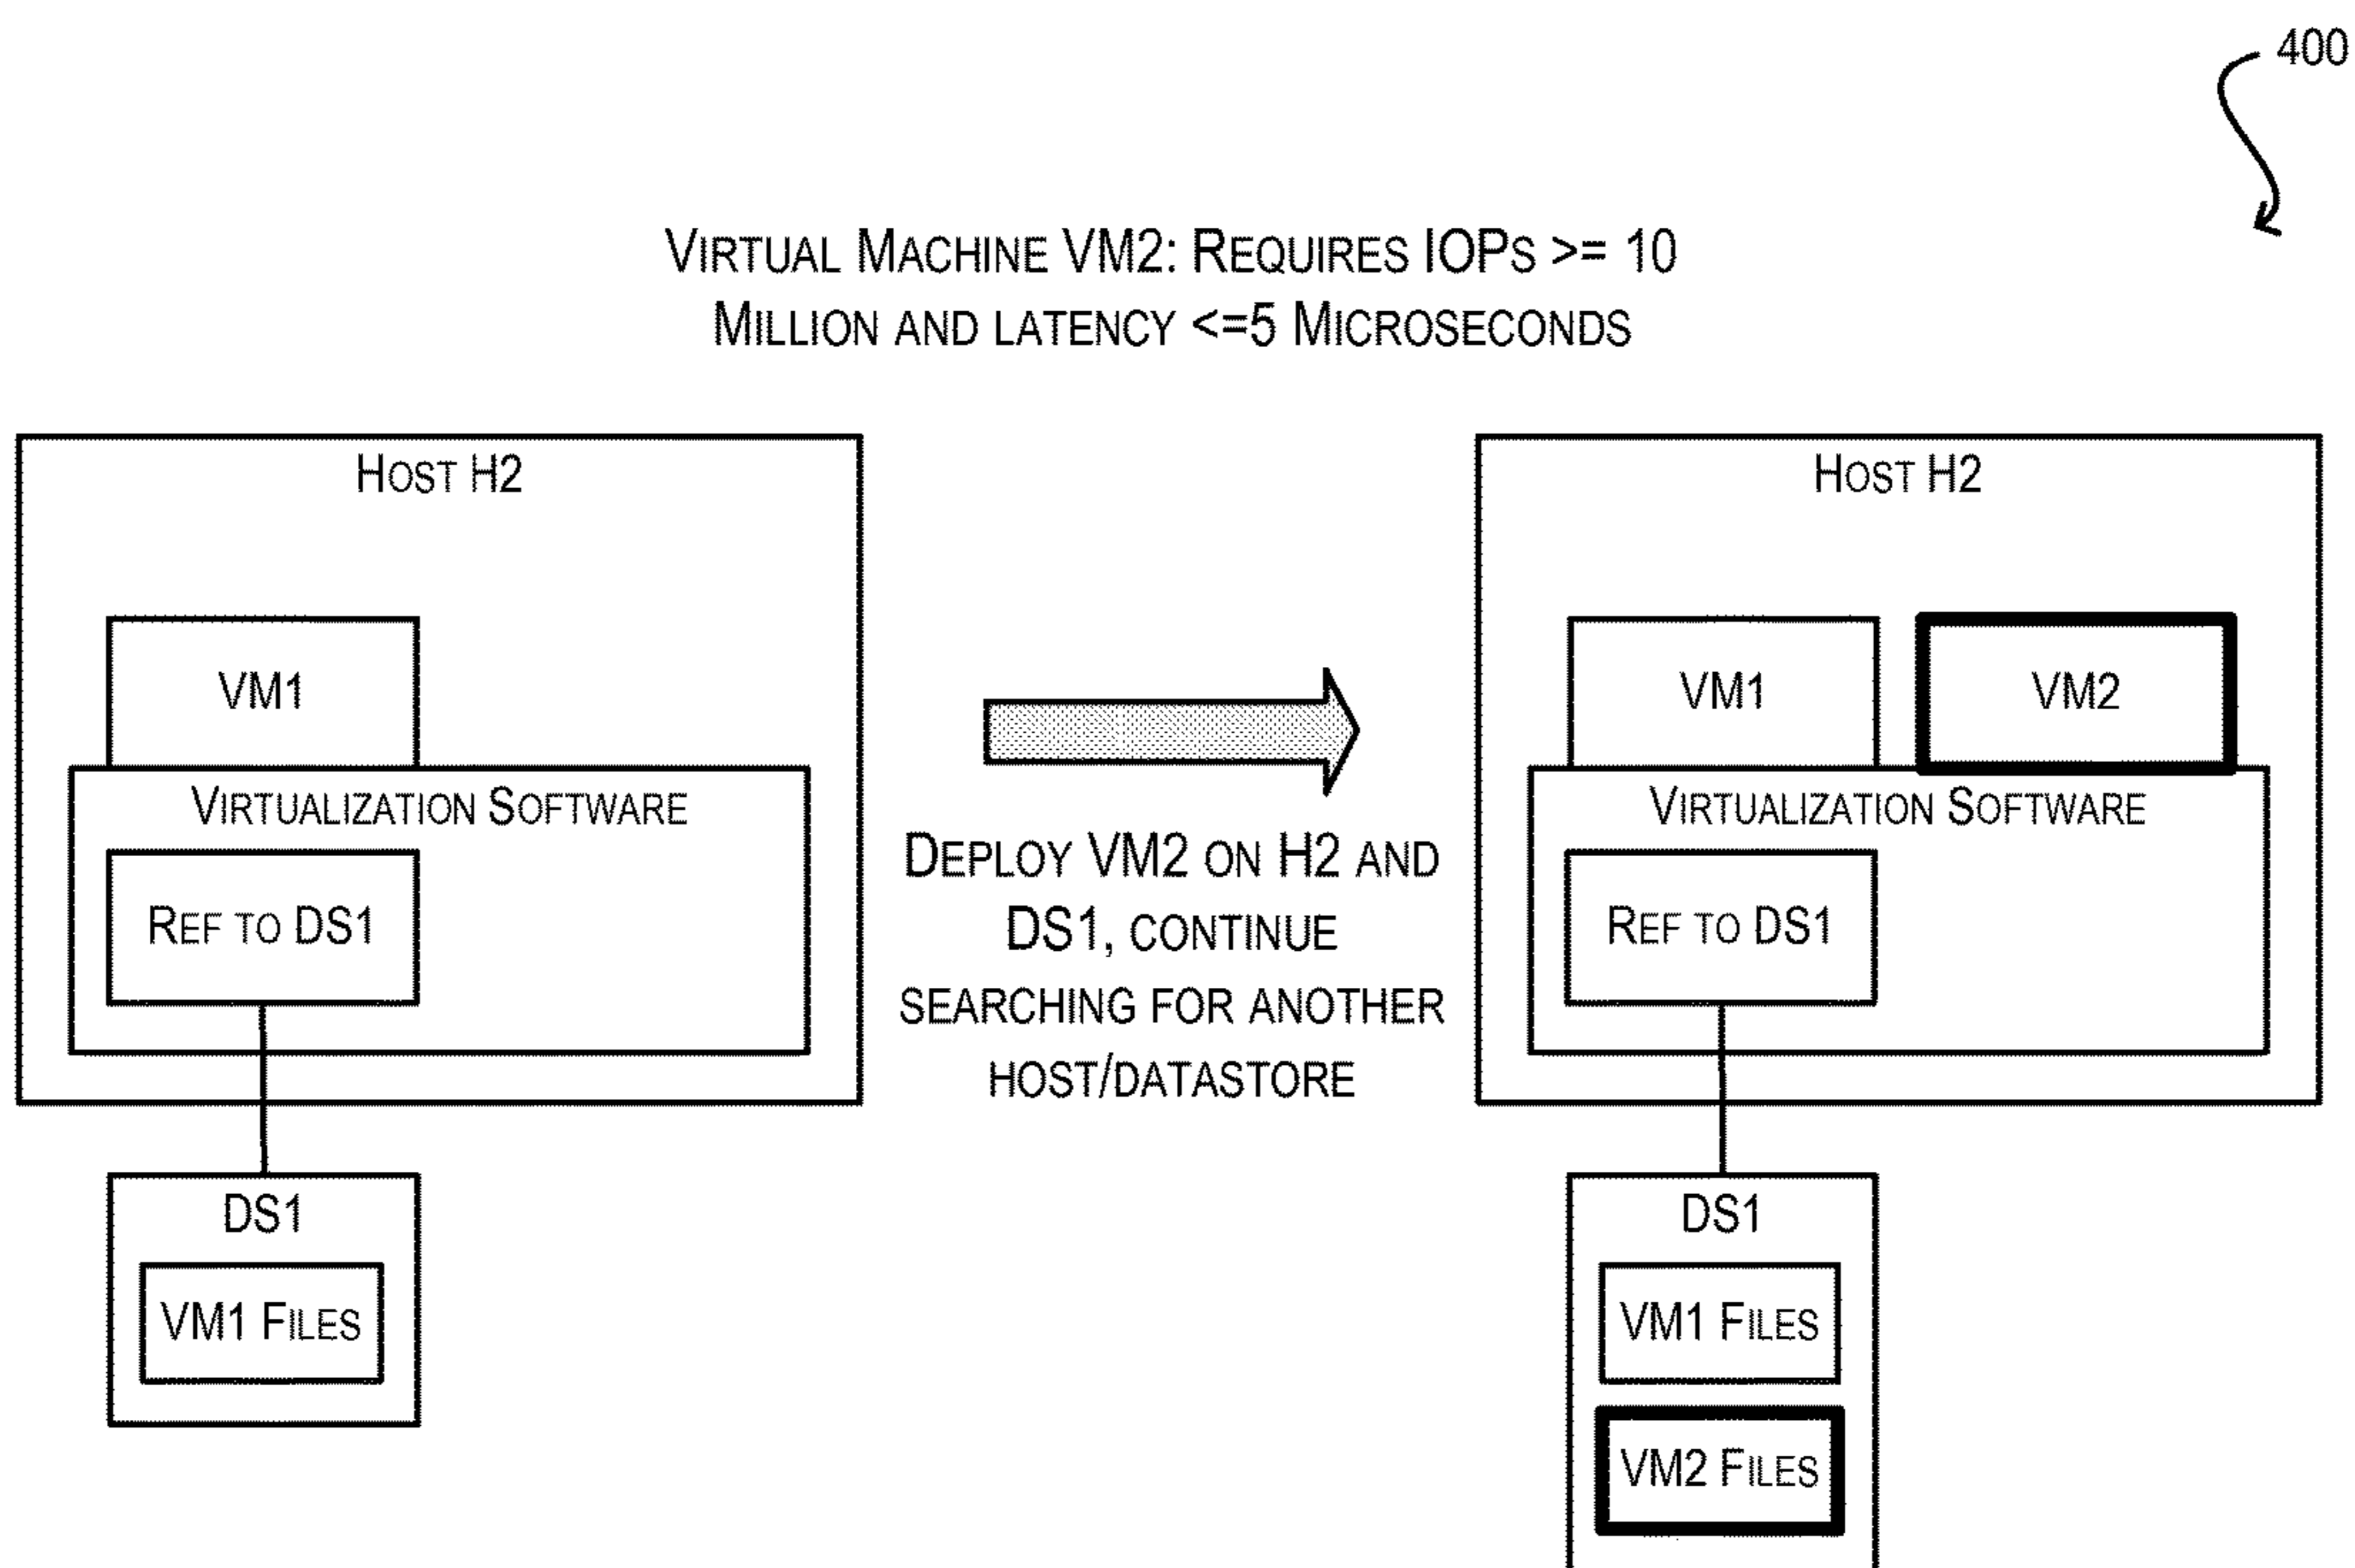 400
Virtual Machine VM2: Requires IOPs >= 10
Million and latency <=5 Microseconds
Host H2
VM1
Virtualization Software
Ref to DS1
DS1
VM1 Files
Deploy VM2 on H2 and
DS1, continue
searching for another
host/datastore
Host H2
VM1
VM2
Virtualization Software
Ref to DS1
DS1
VM1 Files
VM2 Files